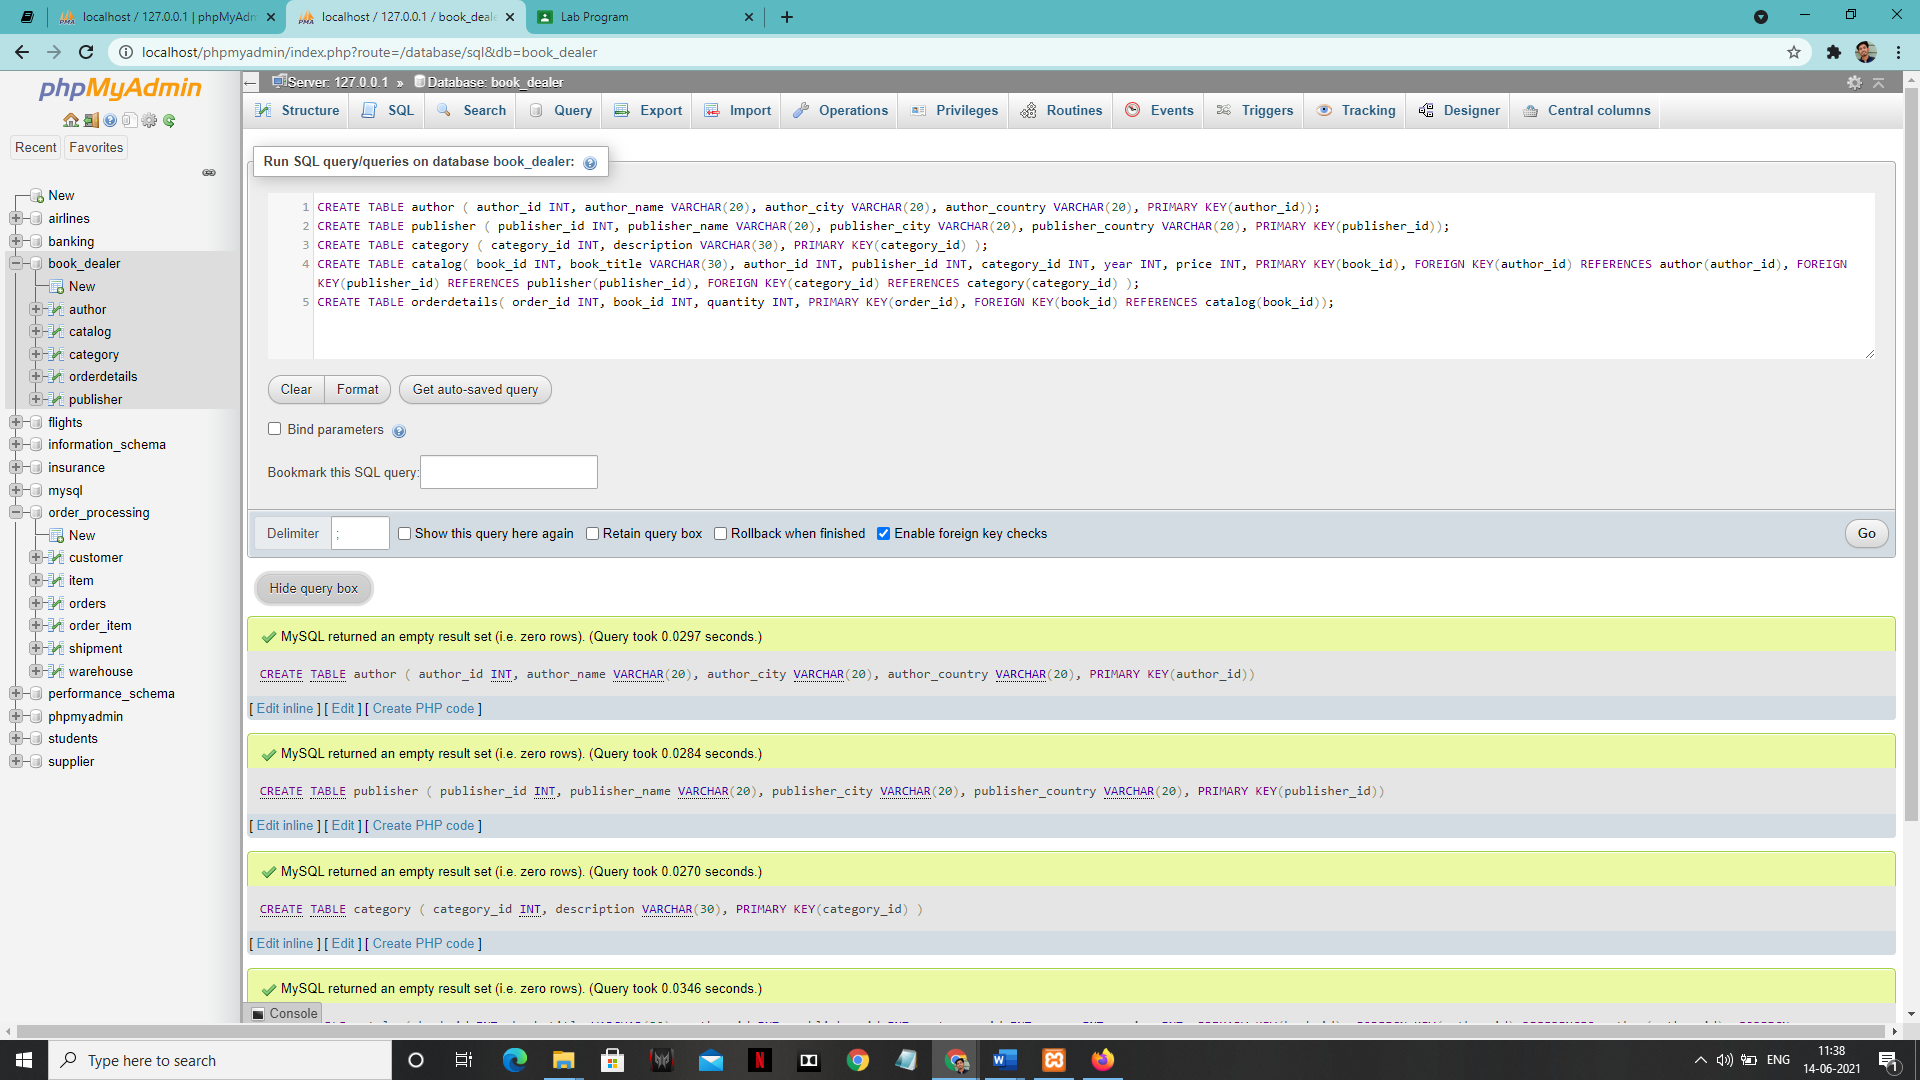 localhost / 127.0.0.1 | phpMyAdm
localhost / 127.0.0.1 / book_deale
Lab Program
localhost/phpmyadmin/index.php?route=/database/sql&db=book_dealer
phpMyAdmin
Recent
Favorites
New
airlines
banking
book_dealer
New
author
catalog
category
orderdetails
publisher
flights
information_schema
insurance
mysql
order_processing
New
customer
item
orders
order_item
shipment
warehouse
performance_schema
phpmyadmin
students
supplier
Server: 127.0.0.1 » Database: book_dealer
Structure SQL Search Query Export Import Operations Privileges Routines Events Triggers Tracking Designer Central columns
Run SQL query/queries on database book_dealer:
1 CREATE TABLE author ( author_id INT, author_name VARCHAR(20), author_city VARCHAR(20), author_country VARCHAR(20), PRIMARY KEY(author_id));
2 CREATE TABLE publisher ( publisher_id INT, publisher_name VARCHAR(20), publisher_city VARCHAR(20), publisher_country VARCHAR(20), PRIMARY KEY(publisher_id));
3 CREATE TABLE category ( category_id INT, description VARCHAR(30), PRIMARY KEY(category_id) );
4 CREATE TABLE catalog( book_id INT, book_title VARCHAR(30), author_id INT, publisher_id INT, category_id INT, year INT, price INT, PRIMARY KEY(book_id), FOREIGN KEY(author_id) REFERENCES author(author_id), FOREIGN
KEY(publisher_id) REFERENCES publisher(publisher_id), FOREIGN KEY(category_id) REFERENCES category(category_id) );
5 CREATE TABLE orderdetails( order_id INT, book_id INT, quantity INT, PRIMARY KEY(order_id), FOREIGN KEY(book_id) REFERENCES catalog(book_id));
Clear Format Get auto-saved query
Bind parameters
Bookmark this SQL query:
Delimiter ; Show this query here again Retain query box Rollback when finished Enable foreign key checks Go
Hide query box
MySQL returned an empty result set (i.e. zero rows). (Query took 0.0297 seconds.)
CREATE TABLE author ( author_id INT, author_name VARCHAR(20), author_city VARCHAR(20), author_country VARCHAR(20), PRIMARY KEY(author_id))
[ Edit inline ] [ Edit ] [ Create PHP code ]
MySQL returned an empty result set (i.e. zero rows). (Query took 0.0284 seconds.)
CREATE TABLE publisher ( publisher_id INT, publisher_name VARCHAR(20), publisher_city VARCHAR(20), publisher_country VARCHAR(20), PRIMARY KEY(publisher_id))
[ Edit inline ] [ Edit ] [ Create PHP code ]
MySQL returned an empty result set (i.e. zero rows). (Query took 0.0270 seconds.)
CREATE TABLE category ( category_id INT, description VARCHAR(30), PRIMARY KEY(category_id) )
[ Edit inline ] [ Edit ] [ Create PHP code ]
MySQL returned an empty result set (i.e. zero rows). (Query took 0.0346 seconds.)
Console
Type here to search
ENG
11:38
14-06-2021
1